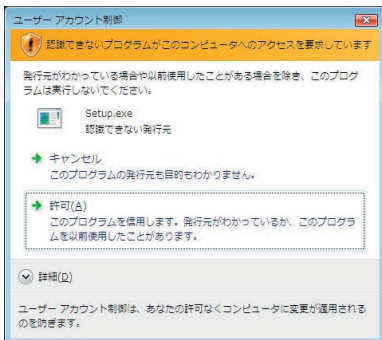 ユーザー アカウント制御
認識できないプログラムがこのコンピュータへのアクセスを要求しています
発行元がわかっている場合や以前使用したことがある場合を除き、このプログ
ラムは実行しないでください。
Setup.exe
認識できない発行元
キャンセル
このプログラムの発行元も目的もわかりません。
許可(A)
このプログラムを信用します。発行元がわかっているか、このプログラ
ムを以前使用したことがあります。
詳細(D)
ユーザー アカウント制御は、あなたの許可なくコンピュータに変更が適用される
のを防ぎます。